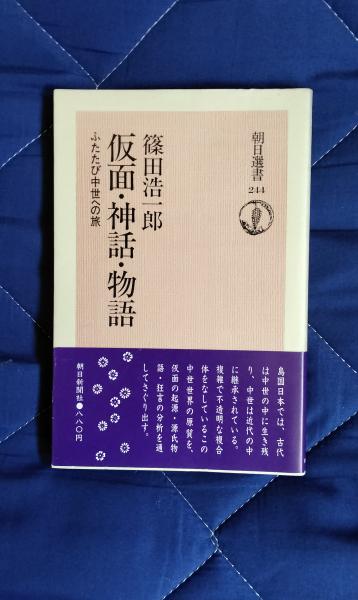 朝日選書
244
篠田浩一郎
仮面・神話・物語
ふたたび中世への旅
島国日本では、古代
は中世の中に生き残
り、中世は近代の中
に継承されている。
複雑で不透明な複合
体をなしているこの
中世世界の原質を、
仮面の起源・源氏物
語・狂言の分析を通
してさぐり出す。
朝日新聞社●八八〇円